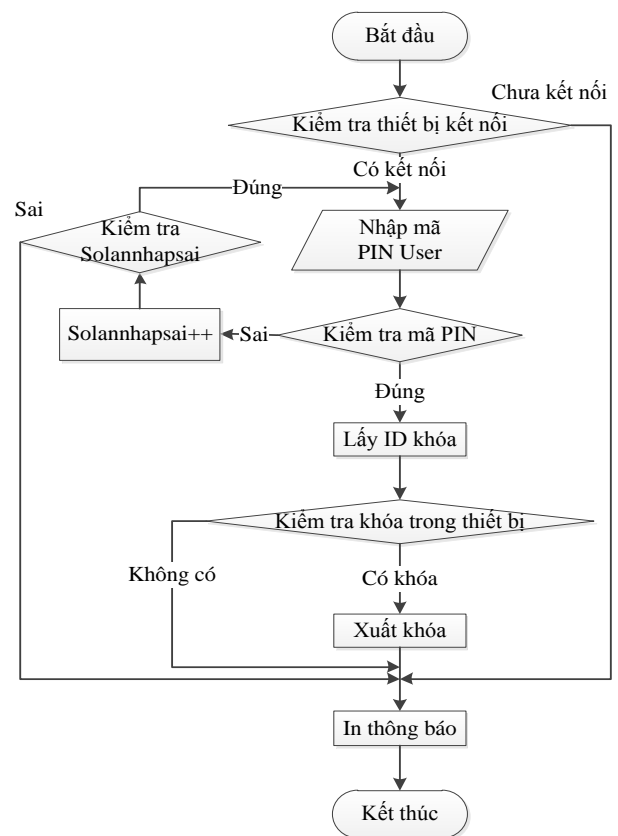 Bắt đầu
Chưa kết nối
Kiểm tra thiết bị kết nối
Có kết nối
Đúng
Sai
Kiểm tra
Solannhapsai
Nhập mã
PIN User
Solannhapsai++
Sai
Kiểm tra mã PIN
Đúng
Lấy ID khóa
Kiểm tra khóa trong thiết bị
Không có
Có khóa
Xuất khóa
In thông báo
Kết thúc